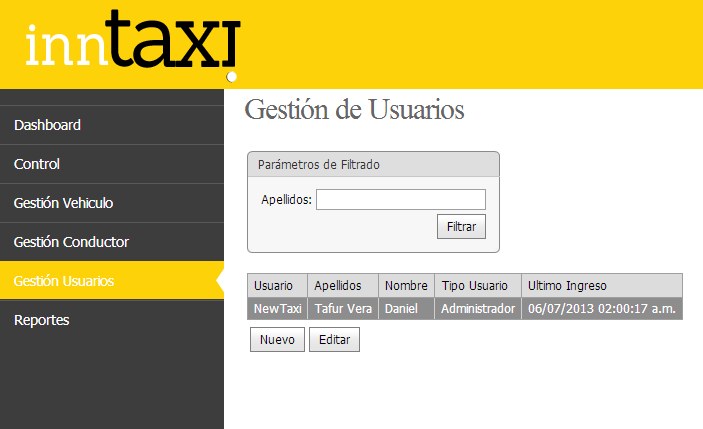 inntaxi
Gestión de Usuarios
Dashboard
Control
Gestión Vehiculo
Gestión Conductor
Gestión Usuarios
Reportes
Parámetros de Filtrado
Apellidos:
Filtrar
Usuario Apellidos Nombre Tipo Usuario Ultimo Ingreso
NewTaxi Tafur Vera Daniel Administrador 06/07/2013 02:00:17 a.m.
Nuevo Editar